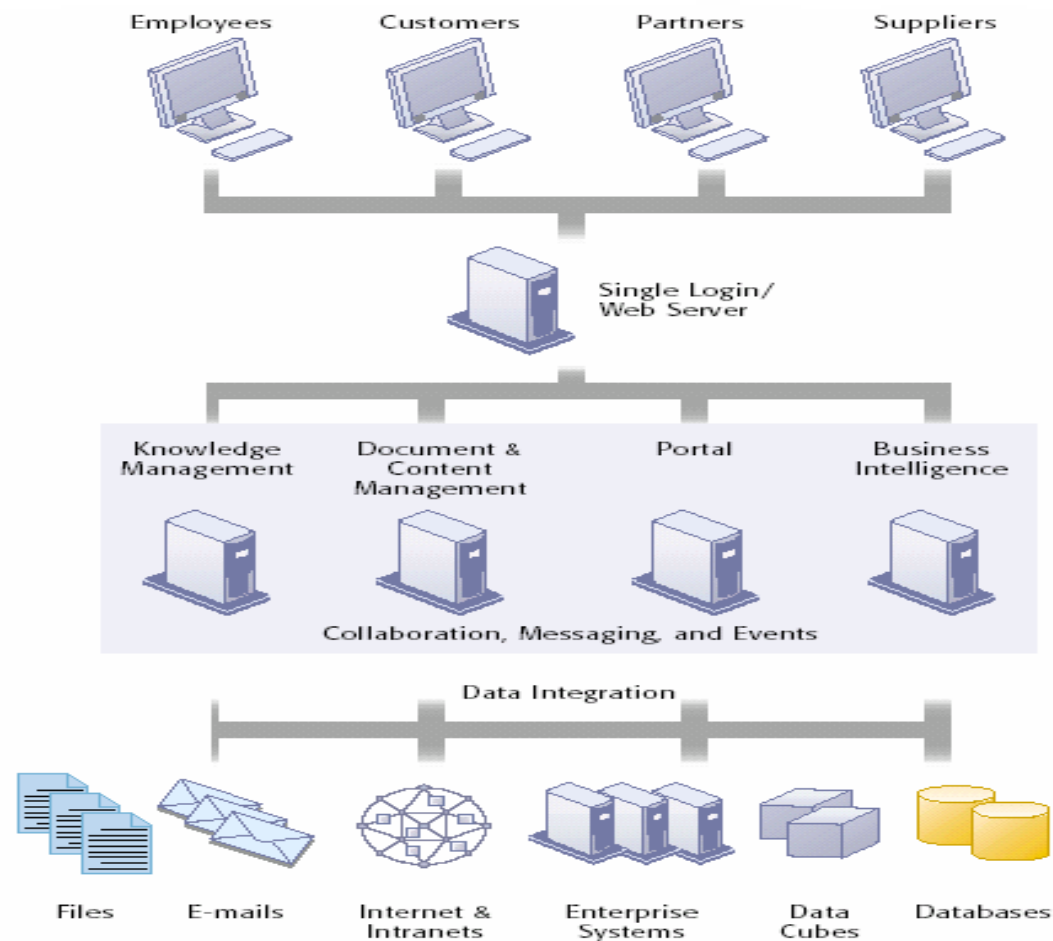 Employees
Customers
Partners
Suppliers
Single Login/
Web Server
Knowledge
Management
Document &
Content
Management
Portal
Business
Intelligence
Collaboration, Messaging, and Events
Data Integration
Files
E-mails
Internet &
Intranets
Enterprise
Systems
Data
Cubes
Databases